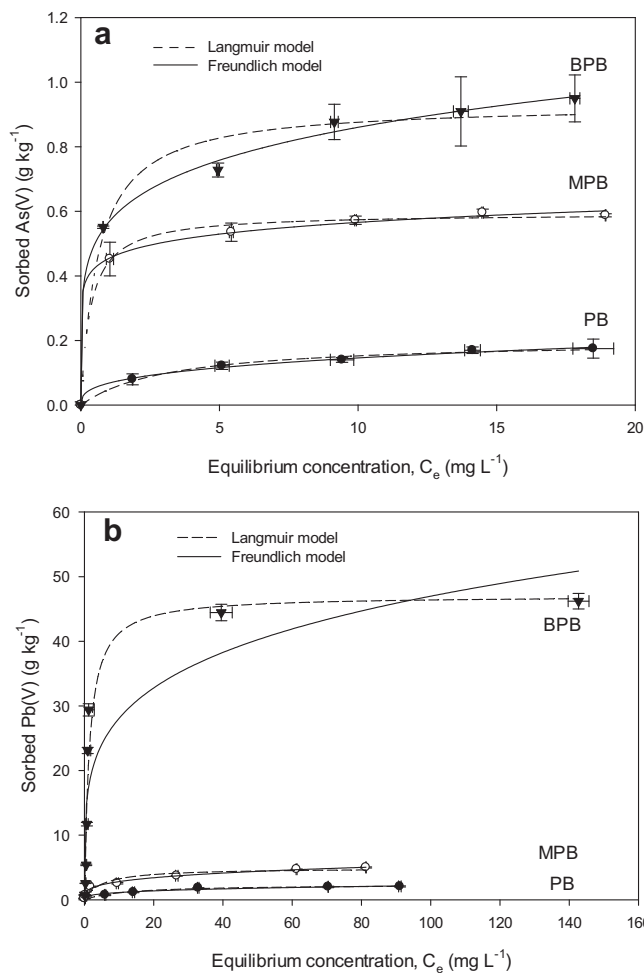 a
Langmuir model
Freundlich model
BPB
MPB
PB
1.2
1.0
0.8
0.6
0.4
0.2
0.0
Sorbed As(V) (g kg⁻¹)
0 5 10 15 20
Equilibrium concentration, Cₑ (mg L⁻¹)
b
Langmuir model
Freundlich model
BPB
MPB
PB
60
50
40
30
20
10
0
Sorbed Pb(V) (g kg⁻¹)
0 20 40 60 80 100 120 140 160
Equilibrium concentration, Cₑ (mg L⁻¹)